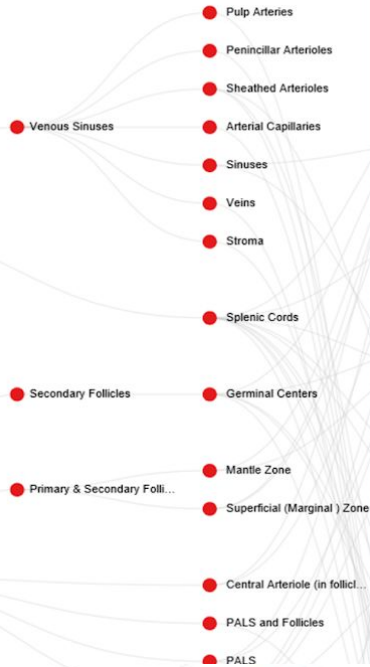 Pulp Arteries
Penincillar Arterioles
Sheathed Arterioles
Venous Sinuses
Arterial Capillaries
Sinuses
Veins
Stroma
Splenic Cords
Secondary Follicles
Germinal Centers
Mantle Zone
Primary & Secondary Folli...
Superficial (Marginal ) Zone
Central Arteriole (in follicl...
PALS and Follicles
PALS